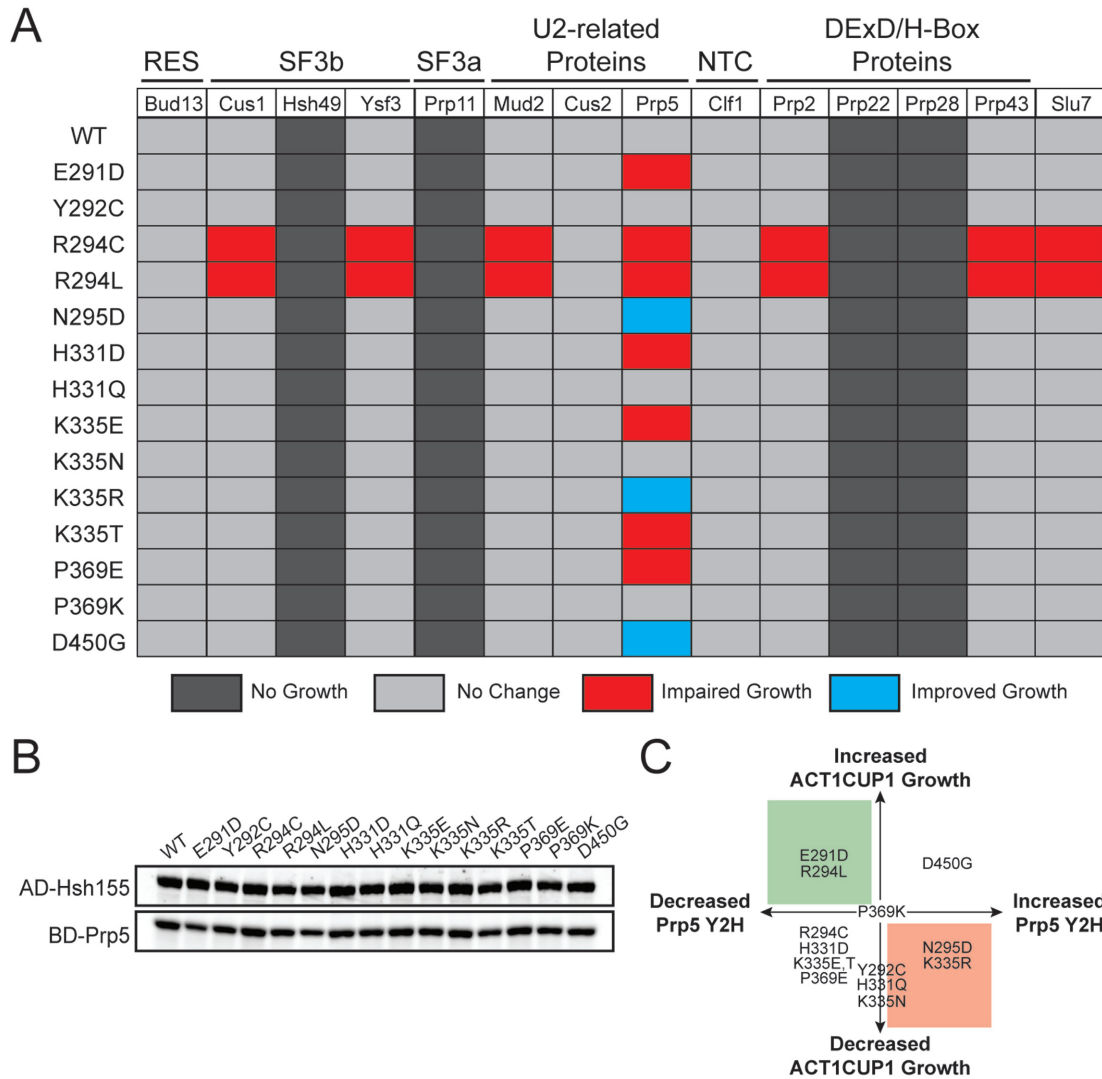 A
RES SF3b SF3a U2-related Proteins NTC DExD/H-Box Proteins
Bud13 Cus1 Hsh49 Ysf3 Prp11 Mud2 Cus2 Prp5 Clf1 Prp2 Prp22 Prp28 Prp43 Slu7
WT
E291D
Y292C
R294C
R294L
N295D
H331D
H331Q
K335E
K335N
K335R
K335T
P369E
P369K
D450G
No Growth No Change Impaired Growth Improved Growth
B
WT E291D Y292C R294C R294L N295D H331D H331Q K335E K335N K335R K335T P369E P369K D450G
AD-Hsh155
BD-Prp5
C
Increased
ACT1CUP1 Growth
E291D
R294L
D450G
Decreased
Prp5 Y2H
P369K
Increased
Prp5 Y2H
R294C
H331D
K335E,T
P369E
Y292C
H331Q
K335N
N295D
K335R
Decreased
ACT1CUP1 Growth